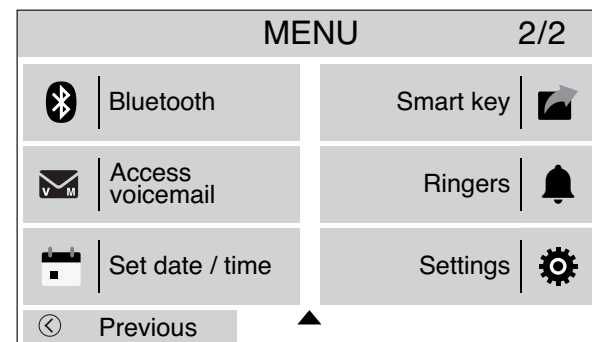 MENU 2/2
Bluetooth
Smart key
V M
Access
voicemail
Ringers
Set date / time
Settings
Previous